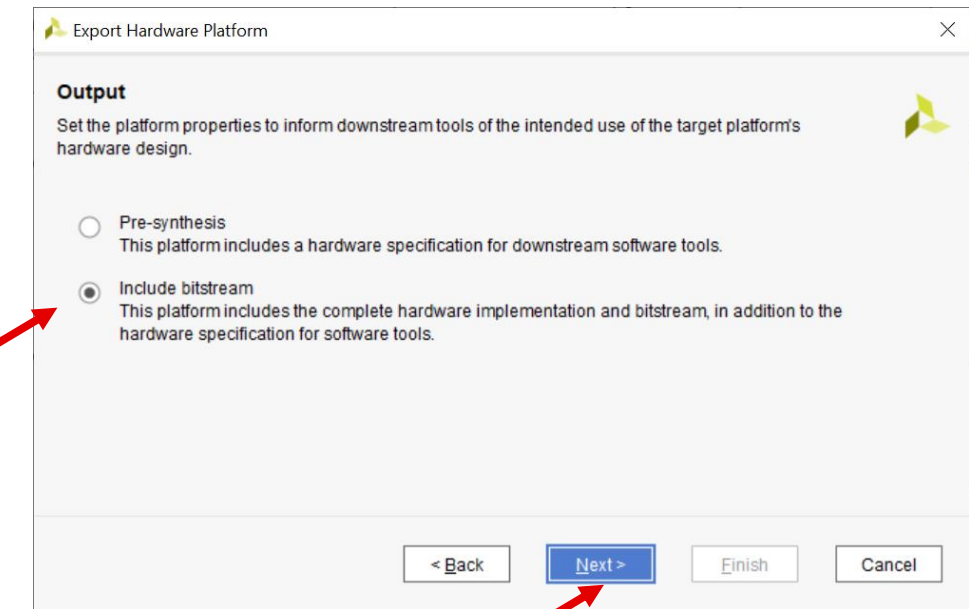 Export Hardware Platform
Output
Set the platform properties to inform downstream tools of the intended use of the target platform's
hardware design.
Pre-synthesis
This platform includes a hardware specification for downstream software tools.
Include bitstream
This platform includes the complete hardware implementation and bitstream, in addition to the
hardware specification for software tools.
< Back
Next >
Finish
Cancel